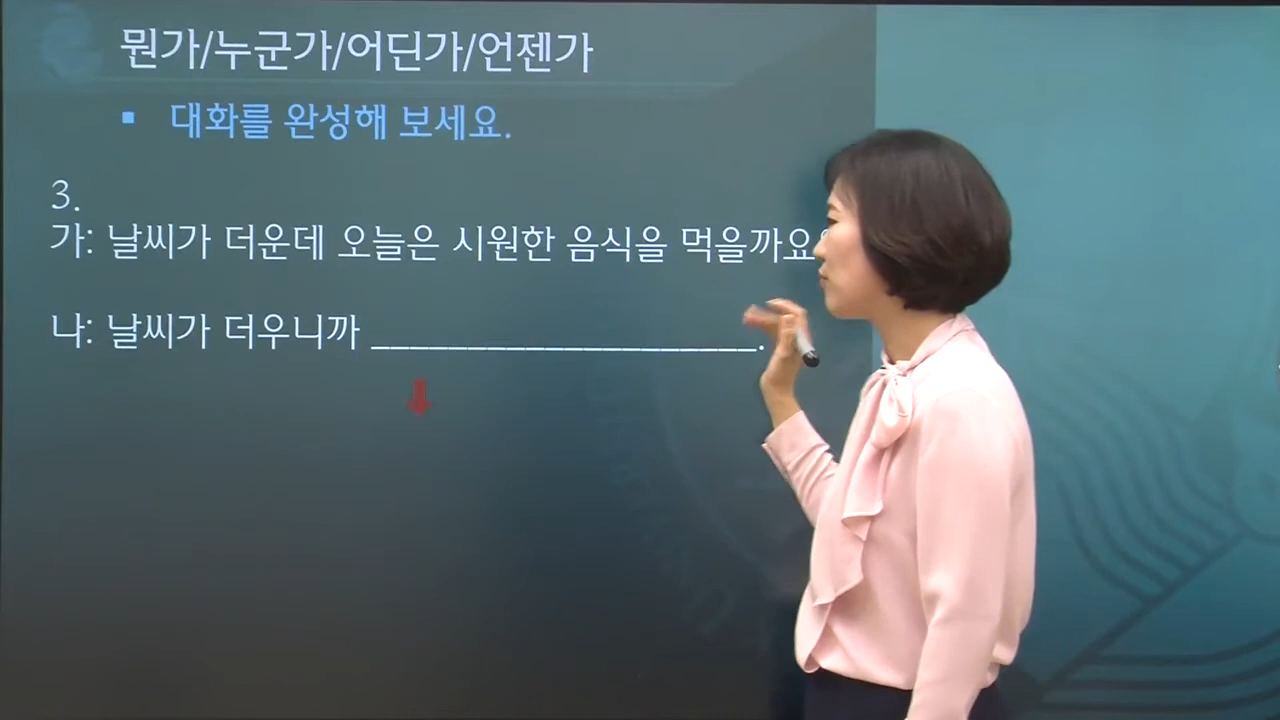 뭔가/누군가/어딘가/언젠가
▪ 대화를 완성해 보세요.
3.
가: 날씨가 더운데 오늘은 시원한 음식을 먹을까요?
나: 날씨가 더우니까 ____________________.